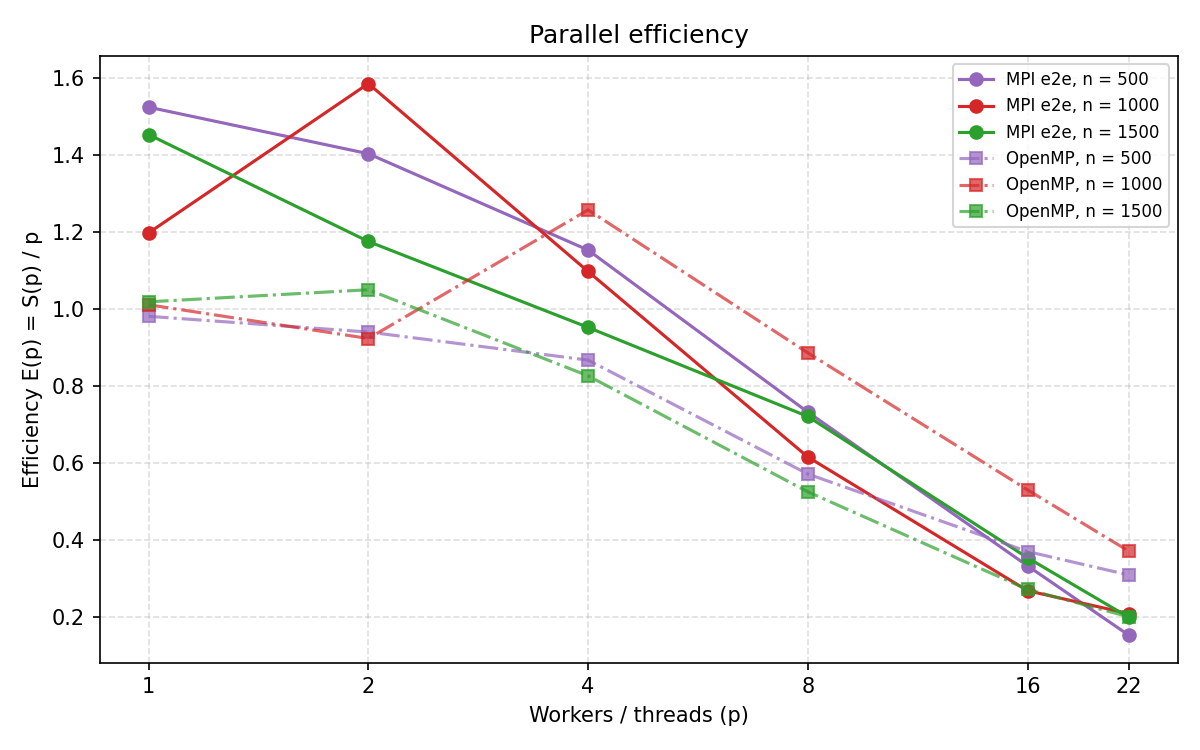 Parallel efficiency
Efficiency E(p) = S(p) / p
1.6
1.4
1.2
1.0
0.8
0.6
0.4
0.2
MPI e2e, n = 500
MPI e2e, n = 1000
MPI e2e, n = 1500
OpenMP, n = 500
OpenMP, n = 1000
OpenMP, n = 1500
1 2 4 8 16 22
Workers / threads (p)